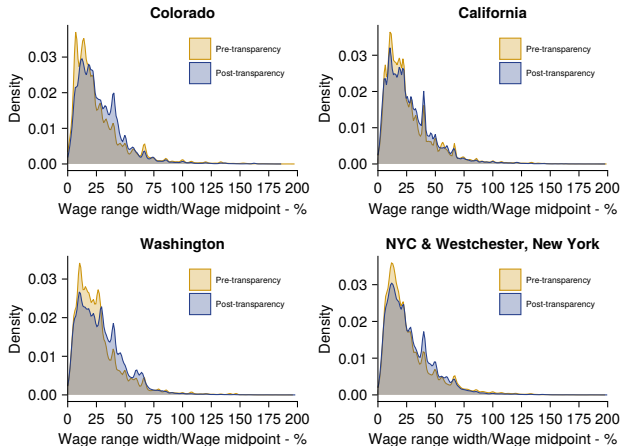 Colorado
Density
0.03
0.02
0.01
0.00
Pre-transparency
Post-transparency
0 25 50 75 100 125 150 175 200
Wage range width/Wage midpoint - %
California
Density
0.03
0.02
0.01
0.00
Pre-transparency
Post-transparency
0 25 50 75 100 125 150 175 200
Wage range width/Wage midpoint - %
Washington
Density
0.03
0.02
0.01
0.00
Pre-transparency
Post-transparency
0 25 50 75 100 125 150 175 200
Wage range width/Wage midpoint - %
NYC & Westchester, New York
Density
0.03
0.02
0.01
0.00
Pre-transparency
Post-transparency
0 25 50 75 100 125 150 175 200
Wage range width/Wage midpoint - %